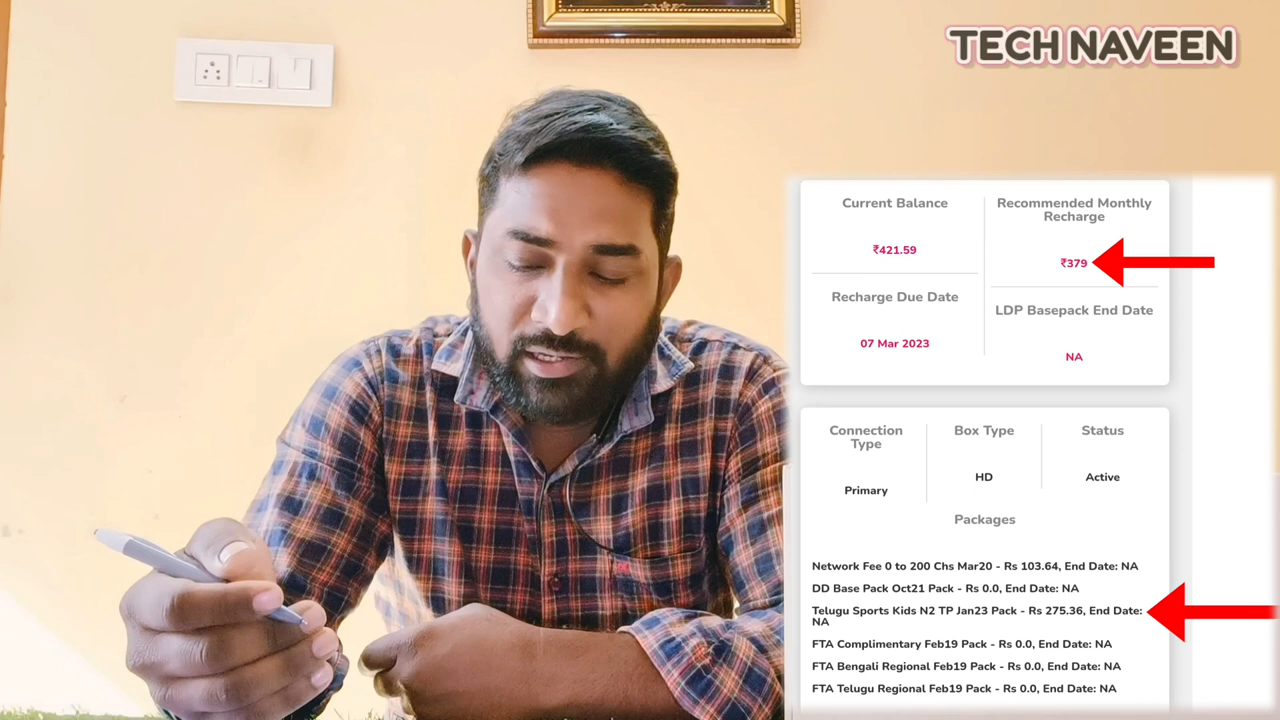 TECH NAVEEN
Current Balance
₹421.59
Recommended Monthly
Recharge
₹379
Recharge Due Date
07 Mar 2023
LDP Basepack End Date
NA
Connection
Type
Primary
Box Type
HD
Status
Active
Packages
Network Fee 0 to 200 Chs Mar20 - Rs 103.64, End Date: NA
DD Base Pack Oct21 Pack - Rs 0.0, End Date: NA
Telugu Sports Kids N2 TP Jan23 Pack - Rs 275.36, End Date:
NA
FTA Complimentary Feb19 Pack - Rs 0.0, End Date: NA
FTA Bengali Regional Feb19 Pack - Rs 0.0, End Date: NA
FTA Telugu Regional Feb19 Pack - Rs 0.0, End Date: NA